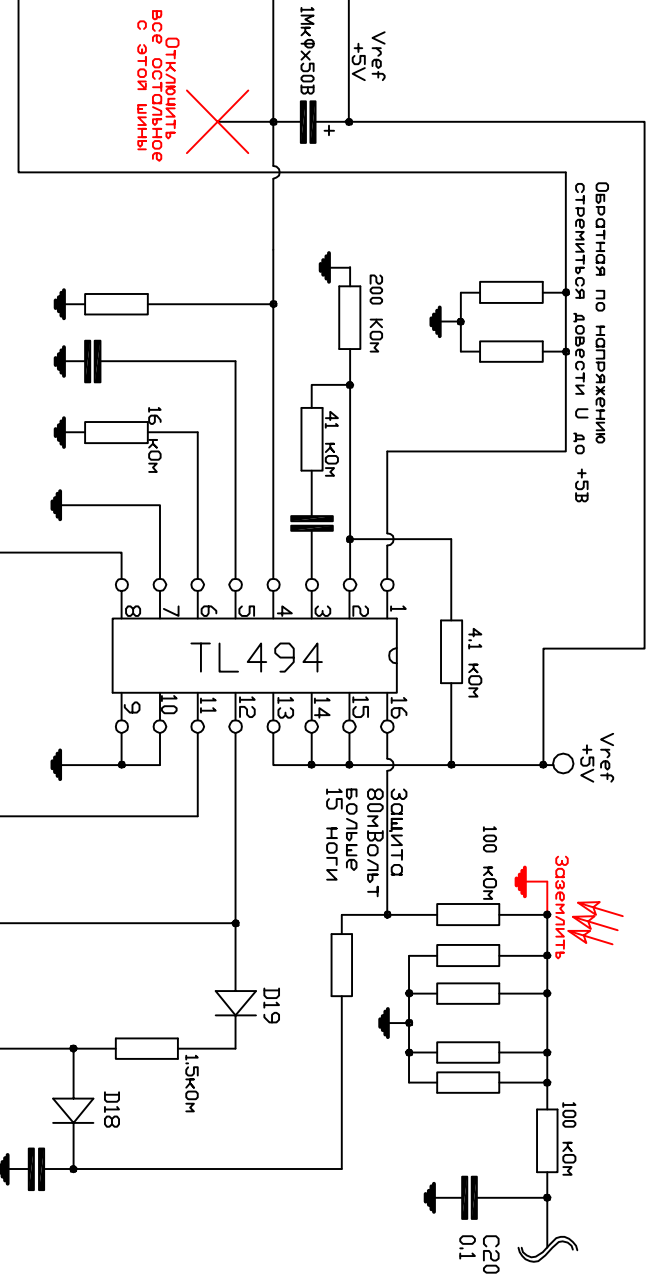 Vref
+5V
1МкФх50В
+
Отключить
все остальное
с этой шины
Обратная по напряжению
стремиться довести U до +5В
200 КОм
41 кОм
16 кОм
4.1 кОм
1
2
3
4
5
6
7
8
TL494
16
15
14
13
12
11
10
9
Vref
+5V
Защита
80мВольт
больше
15 ноги
100 кОм
Заземлить
D19
1.5кОм
D18
100 кОм
C20
0.1